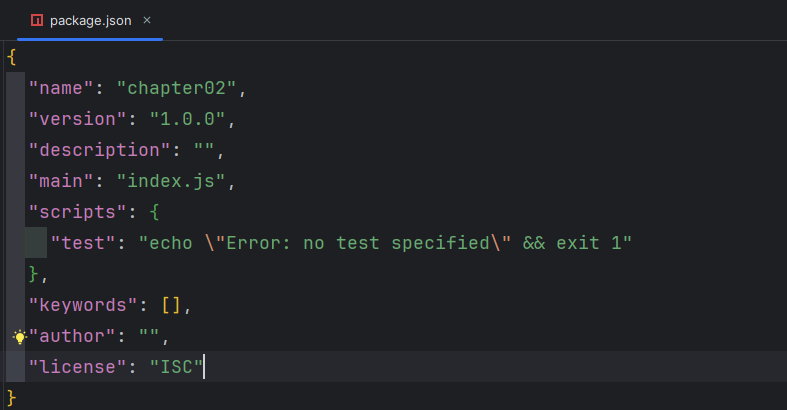 package.json ×
{
  "name": "chapter02",
  "version": "1.0.0",
  "description": "",
  "main": "index.js",
  "scripts": {
    "test": "echo \"Error: no test specified\" && exit 1"
  },
  "keywords": [],
  "author": "",
  "license": "ISC"
}